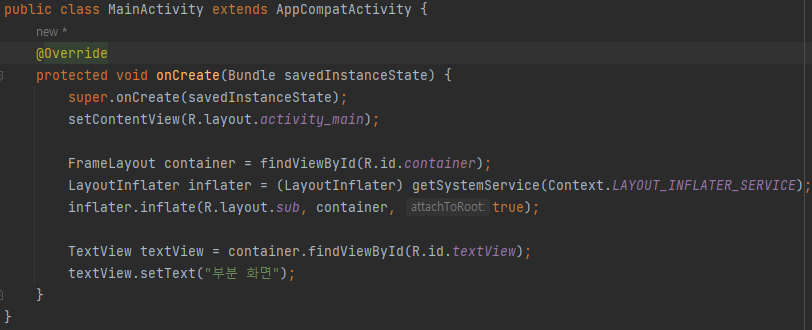 public class MainActivity extends AppCompatActivity {
new *
@Override
protected void onCreate(Bundle savedInstanceState) {
super.onCreate(savedInstanceState);
setContentView(R.layout.activity_main);
FrameLayout container = findViewById(R.id.container);
LayoutInflater inflater = (LayoutInflater) getSystemService(Context.LAYOUT_INFLATER_SERVICE);
inflater.inflate(R.layout.sub, container, attachToRoot: true);
TextView textView = container.findViewById(R.id.textView);
textView.setText("부분 화면");
}
}